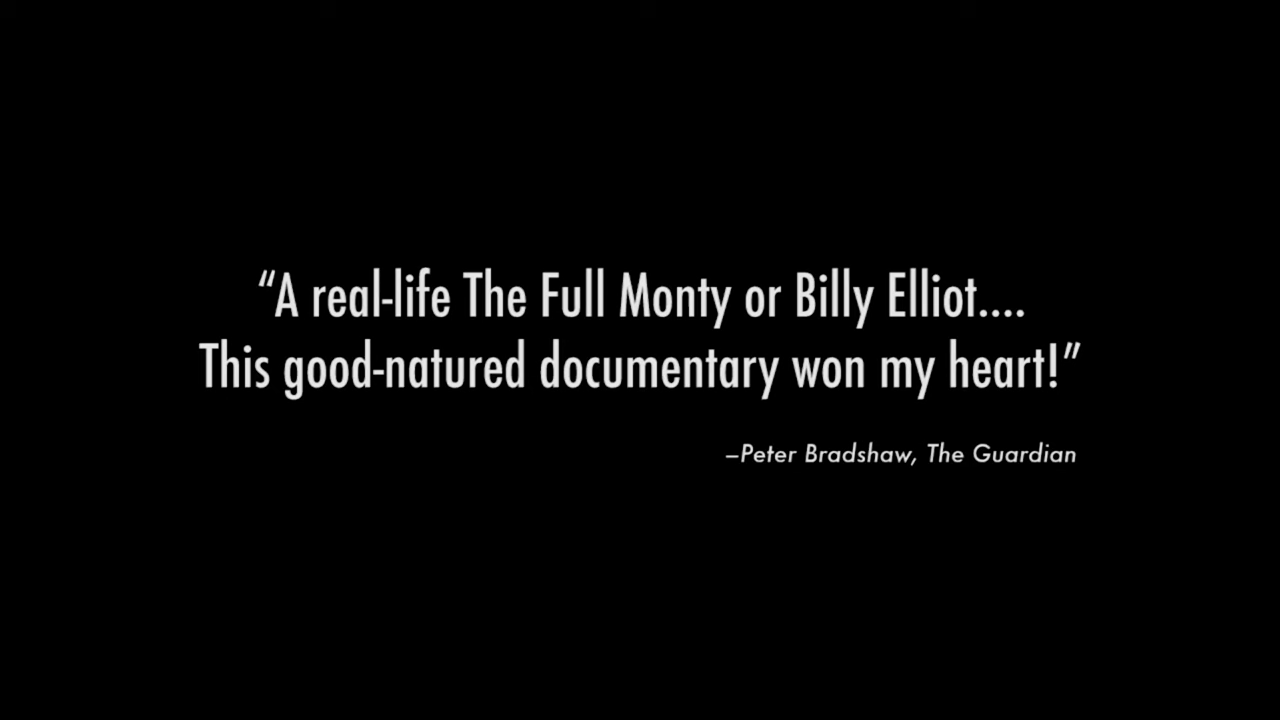 “A real-life The Full Monty or Billy Elliot....
This good-natured documentary won my heart!”
–Peter Bradshaw, The Guardian